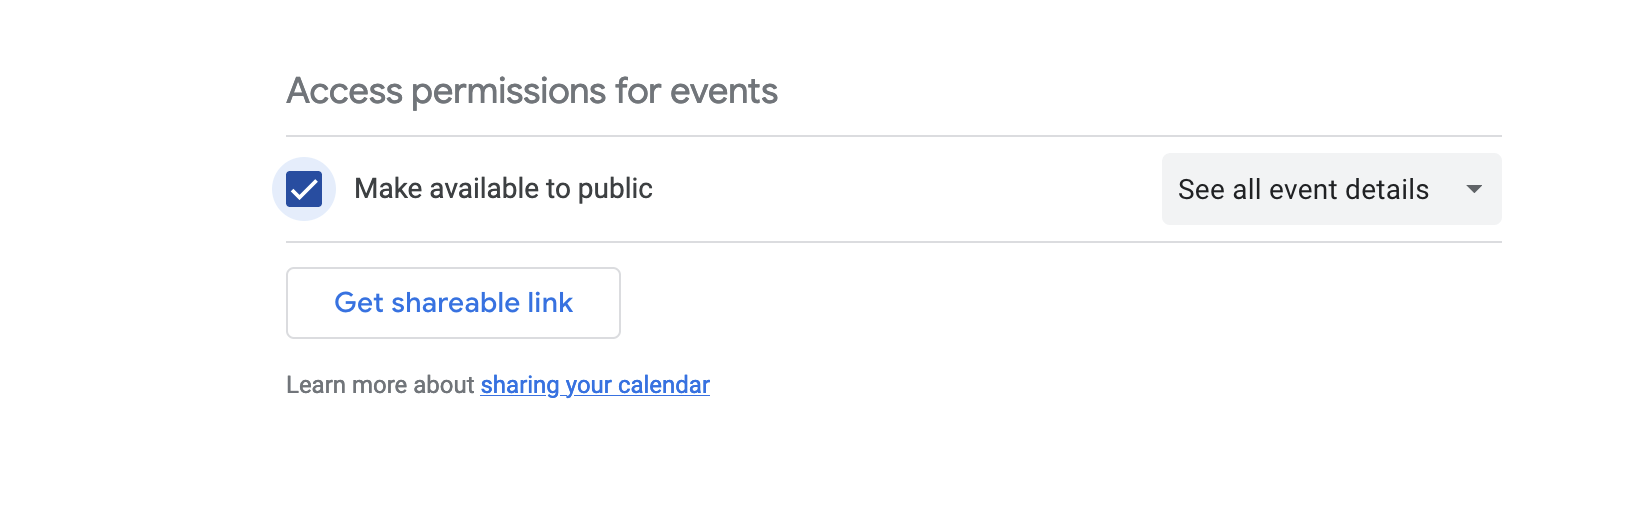 Access permissions for events
Make available to public
See all event details
Get shareable link
Learn more about sharing your calendar